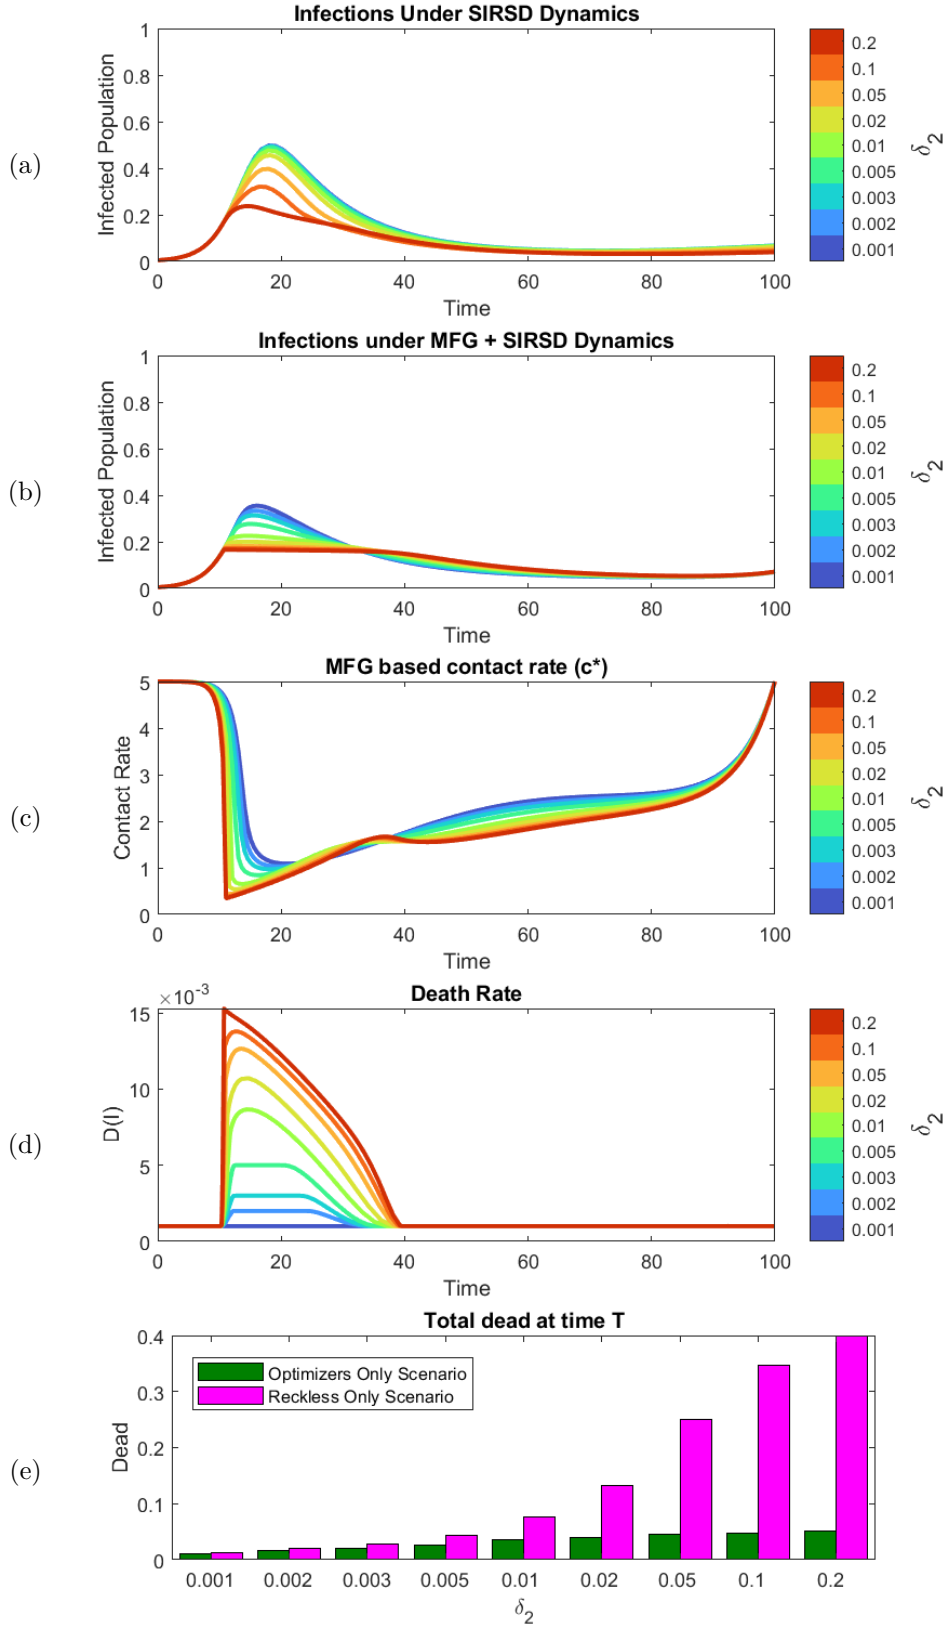 Infections Under SIRSD Dynamics
(a)
Infected Population
1
0.8
0.6
0.4
0.2
0
0 20 40 60 80 100
Time
0.2
0.1
0.05
0.02
0.01
0.005
0.003
0.002
0.001
δ2
Infections under MFG + SIRSD Dynamics
(b)
Infected Population
1
0.8
0.6
0.4
0.2
0
0 20 40 60 80 100
Time
0.2
0.1
0.05
0.02
0.01
0.005
0.003
0.002
0.001
δ2
MFG based contact rate (c*)
(c)
Contact Rate
5
4
3
2
1
0
0 20 40 60 80 100
Time
0.2
0.1
0.05
0.02
0.01
0.005
0.003
0.002
0.001
δ2
Death Rate
×10-3
(d)
D(I)
15
10
5
0
0 20 40 60 80 100
Time
0.2
0.1
0.05
0.02
0.01
0.005
0.003
0.002
0.001
δ2
Total dead at time T
(e)
Dead
0.4
0.3
0.2
0.1
0
Optimizers Only Scenario
Reckless Only Scenario
0.001 0.002 0.003 0.005 0.01 0.02 0.05 0.1 0.2
δ2